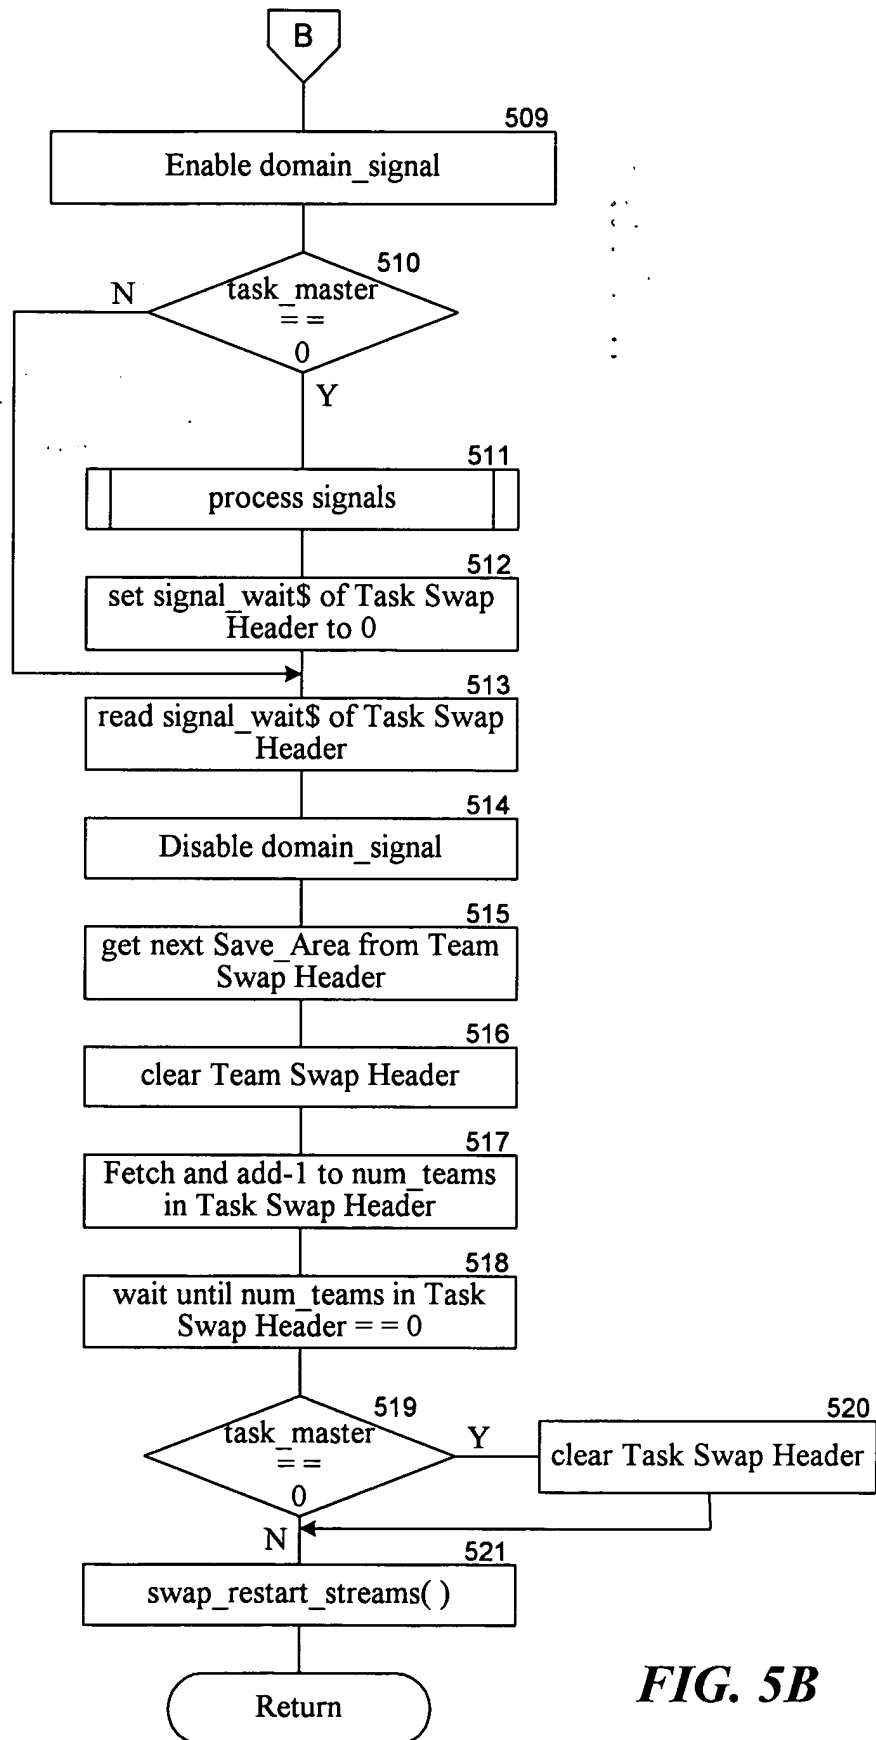 B
509
Enable domain_signal
510
N
task_master
= =
0
Y
511
process signals
512
set signal_wait$ of Task Swap
Header to 0
513
read signal_wait$ of Task Swap
Header
514
Disable domain_signal
515
get next Save_Area from Team
Swap Header
516
clear Team Swap Header
517
Fetch and add-1 to num_teams
in Task Swap Header
518
wait until num_teams in Task
Swap Header = = 0
519
task_master
= =
0
Y
520
clear Task Swap Header
N
521
swap_restart_streams( )
Return
FIG. 5B